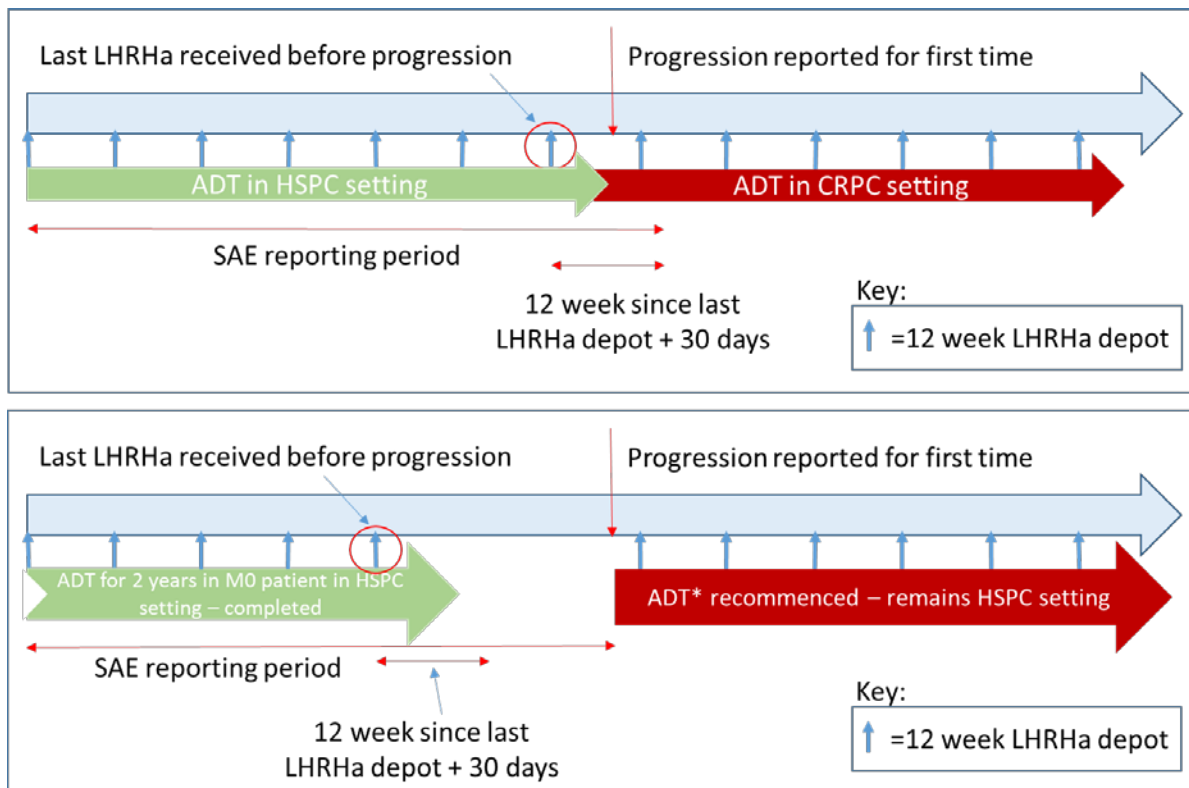 Last LHRHa received before progression
Progression reported for first time
ADT in HSPC setting
ADT in CRPC setting
SAE reporting period
12 week since last
LHRHa depot + 30 days
Key:
=12 week LHRHa depot
Last LHRHa received before progression
Progression reported for first time
ADT for 2 years in M0 patient in HSPC
setting – completed
ADT* recommenced – remains HSPC setting
SAE reporting period
12 week since last
LHRHa depot + 30 days
Key:
=12 week LHRHa depot